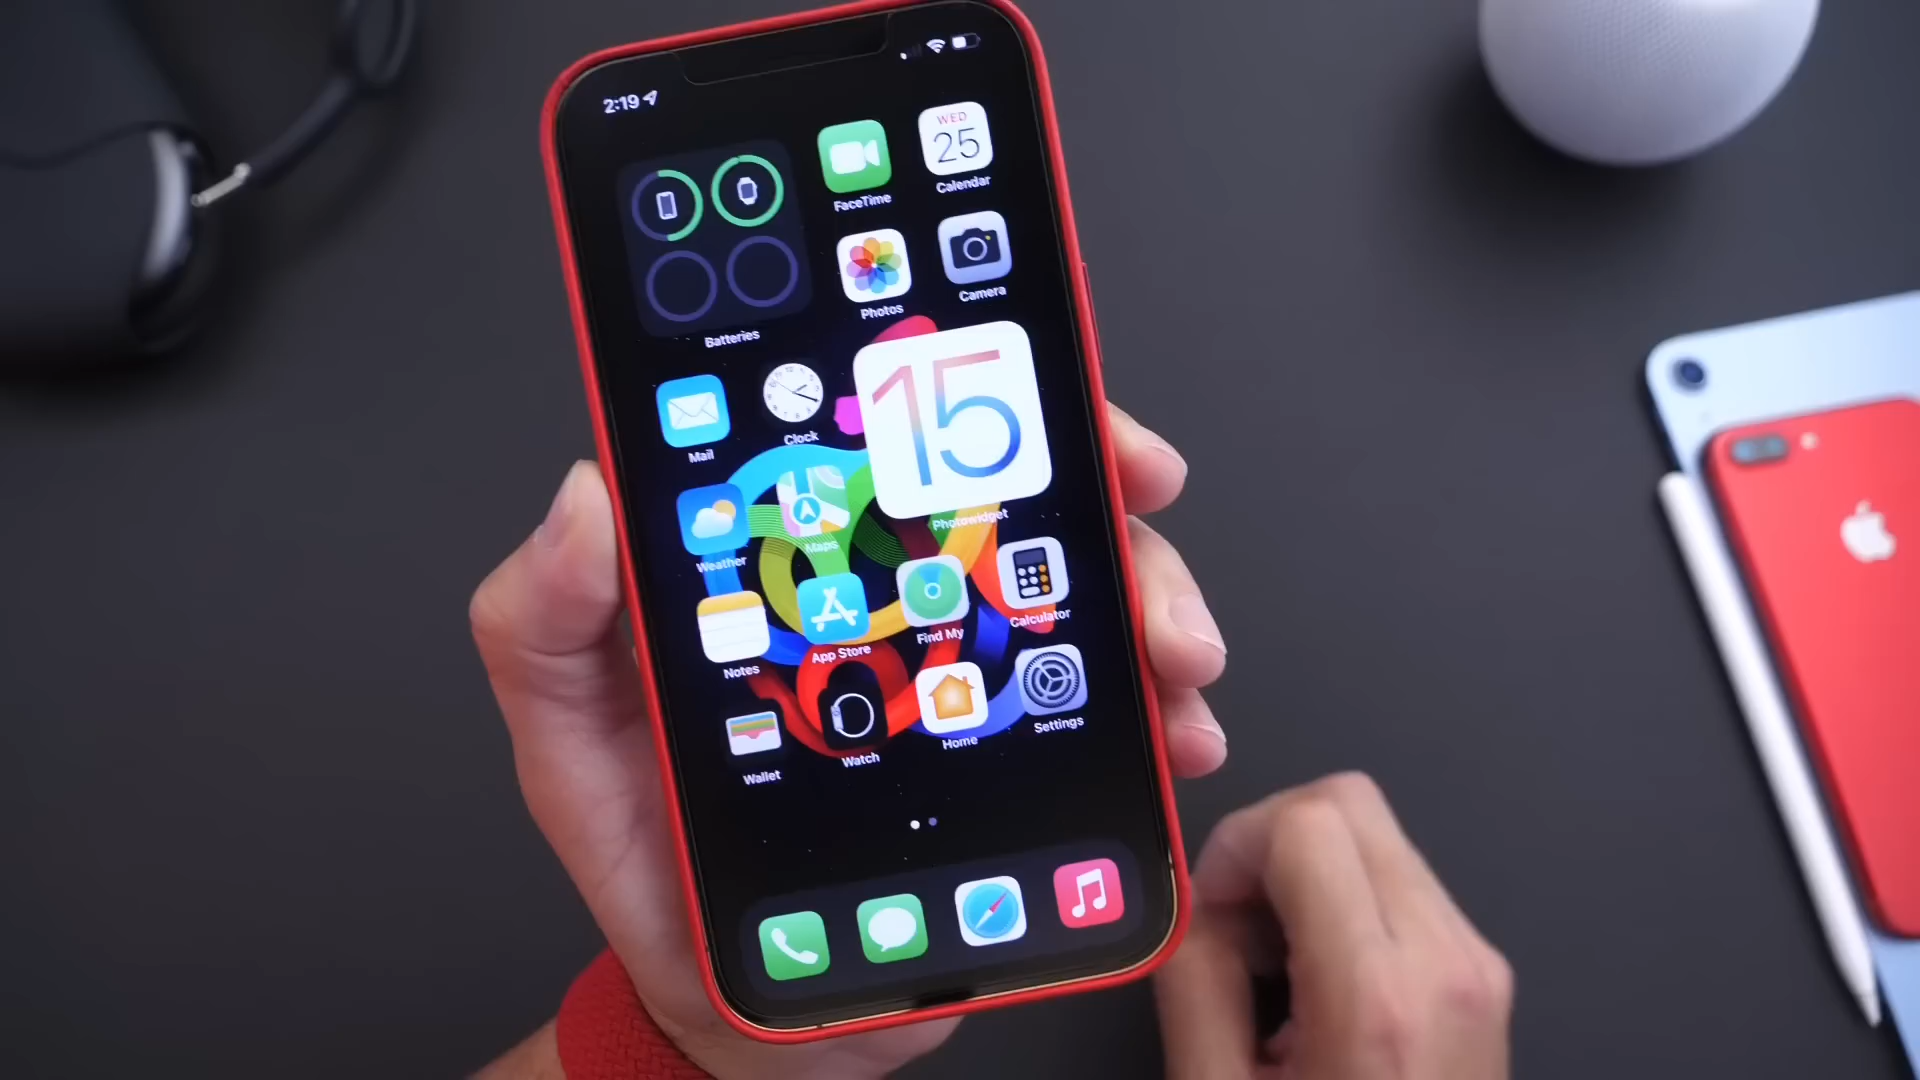 2:19
WED
25
FaceTime
Calendar
Batteries
Photos
Camera
Mail
Clock
15
Photowidget
Weather
Maps
Notes
App Store
Find My
Calculator
Wallet
Watch
Home
Settings